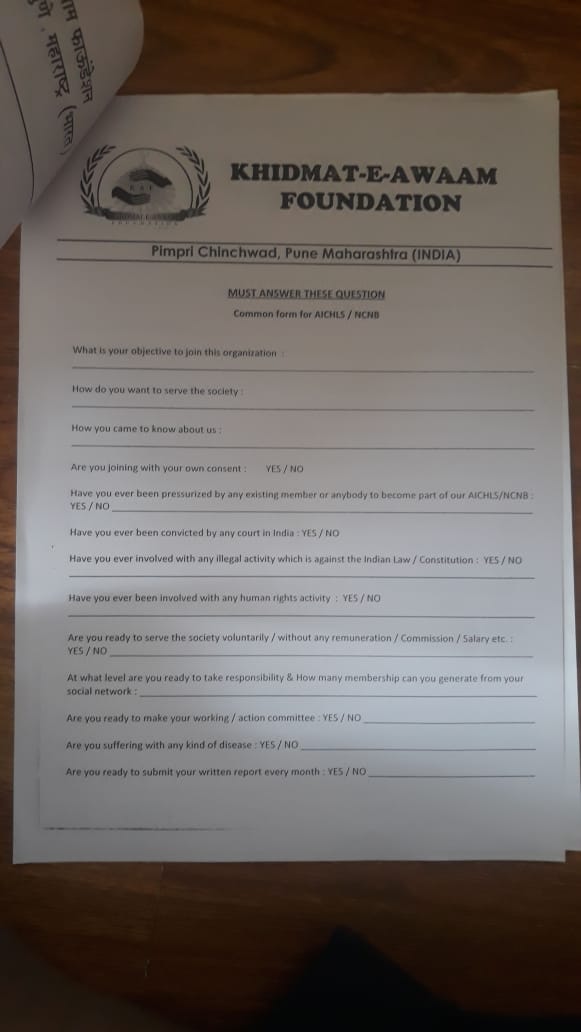 फाउंडेशन
महाराष्ट्र (भारत)
K A F
KHIDMAT-E-AWAAM
FOUNDATION
Pimpri Chinchwad, Pune Maharashtra (INDIA)
MUST ANSWER THESE QUESTION
Common form for AICHLS / NCNB
What is your objective to join this organization :
How do you want to serve the society :
How you came to know about us :
Are you joining with your own consent : YES / NO
Have you ever been pressurized by any existing member or anybody to become part of our AICHLS/NCNB :
YES / NO
Have you ever been convicted by any court in India : YES / NO
Have you ever involved with any illegal activity which is against the Indian Law / Constitution : YES / NO
Have you ever been involved with any human rights activity : YES / NO
Are you ready to serve the society voluntarily / without any remuneration / Commission / Salary etc. :
YES / NO
At what level are you ready to take responsibility & How many membership can you generate from your
social network :
Are you ready to make your working / action committee : YES / NO
Are you suffering with any kind of disease : YES / NO
Are you ready to submit your written report every month : YES / NO